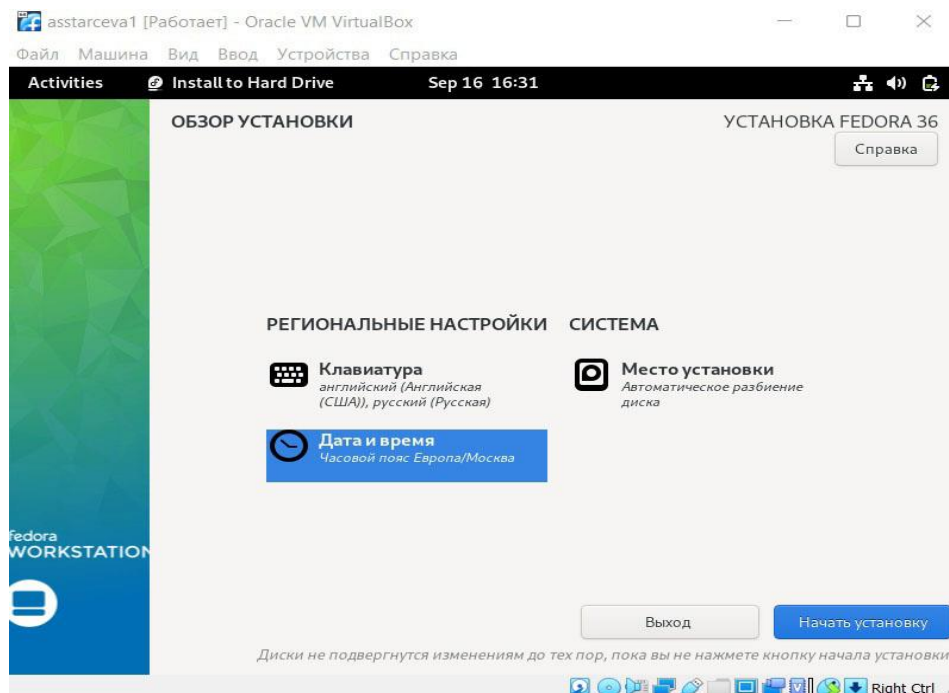 asstarceva1 [Работает] - Oracle VM VirtualBox
Файл Машина Вид Ввод Устройства Справка
Activities Install to Hard Drive Sep 16 16:31
ОБЗОР УСТАНОВКИ
УСТАНОВКА FEDORA 36
Справка
РЕГИОНАЛЬНЫЕ НАСТРОЙКИ
Клавиатура
английский (Английская
(США)), русский (Русская)
Дата и время
Часовой пояс Европа/Москва
СИСТЕМА
Место установки
Автоматическое разбиение
диска
fedora
WORKSTATION
Выход
Начать установку
Диски не подвергнутся изменениям до тех пор, пока вы не нажмете кнопку начала установки
Right Ctrl